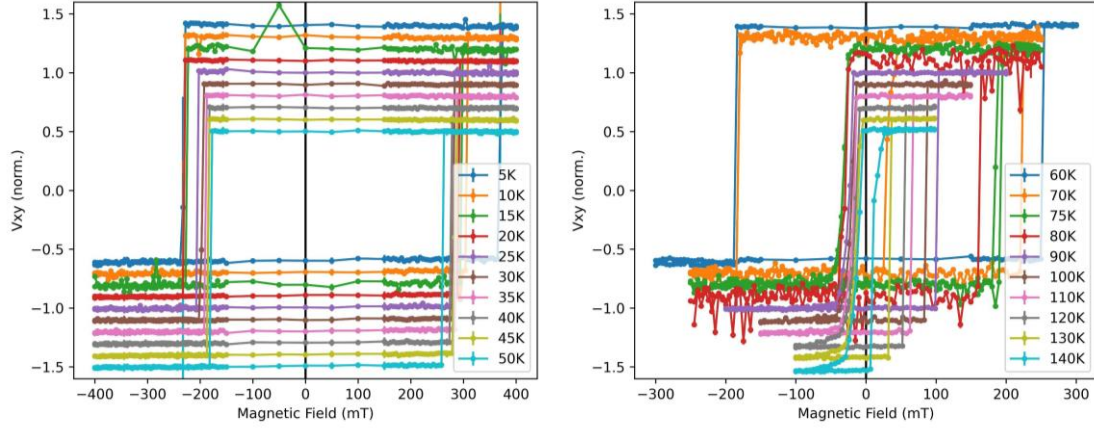 1.5
1.0
0.5
0.0
−0.5
−1.0
−1.5
Vxy (norm.)
−400 −300 −200 −100 0 100 200 300 400
Magnetic Field (mT)
5K
10K
15K
20K
25K
30K
35K
40K
45K
50K
1.5
1.0
0.5
0.0
−0.5
−1.0
−1.5
Vxy (norm.)
−300 −200 −100 0 100 200 300
Magnetic Field (mT)
60K
70K
75K
80K
90K
100K
110K
120K
130K
140K